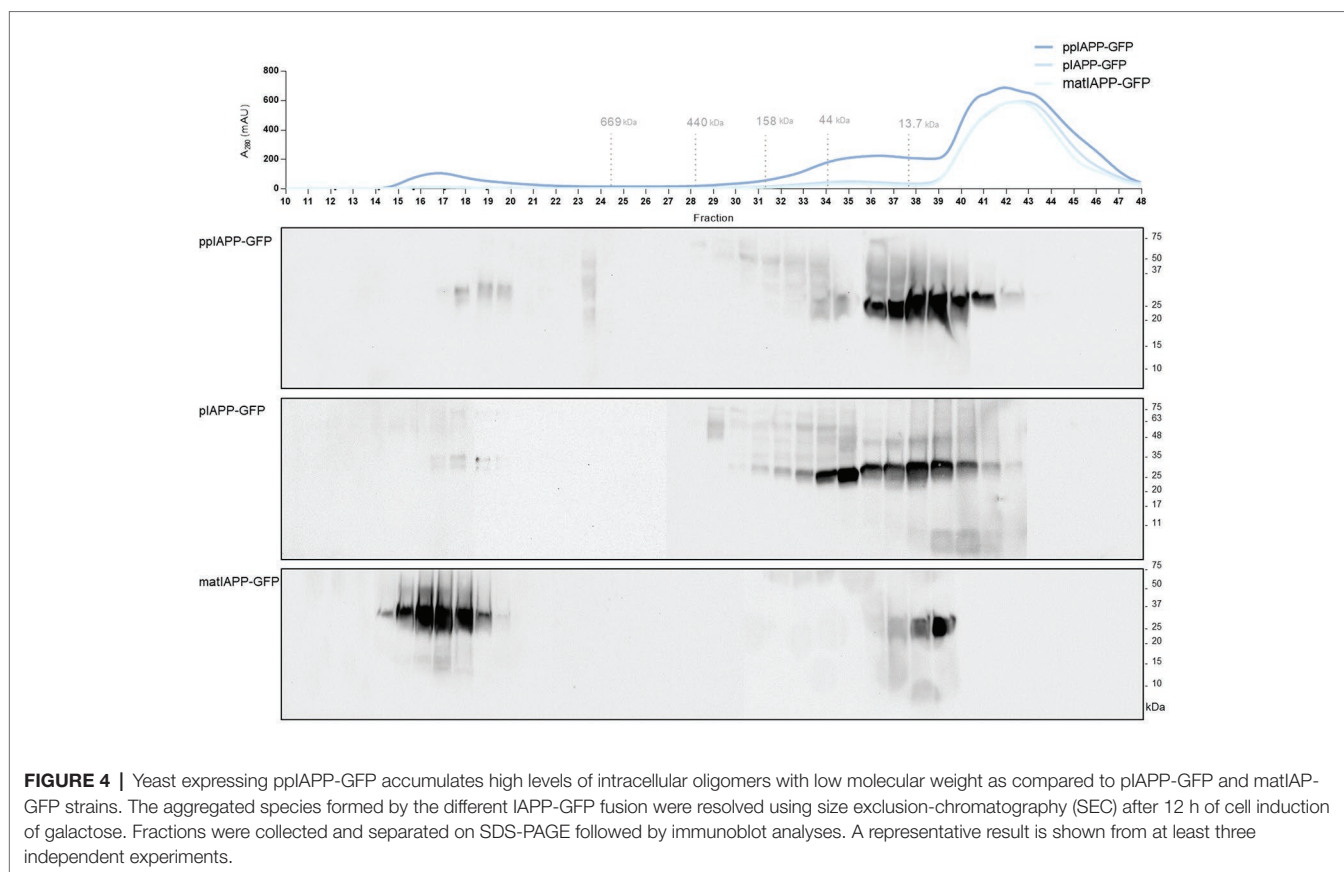 ppIAPP-GFP
pIAPP-GFP
matIAPP-GFP
800
600
400
200
0
A280 (mAU)
669 kDa
440 kDa
158 kDa
44 kDa
13.7 kDa
10 11 12 13 14 15 16 17 18 19 20 21 22 23 24 25 26 27 28 29 30 31 33 34 35 36 37 38 39 40 41 42 43 44 45 46 47 48
Fraction
ppIAPP-GFP
75
50
37
25
20
15
10
pIAPP-GFP
75
63
48
35
25
20
17
11
matIAPP-GFP
75
50
37
25
20
15
10
kDa
FIGURE 4 | Yeast expressing ppIAPP-GFP accumulates high levels of intracellular oligomers with low molecular weight as compared to pIAPP-GFP and matIAP-
GFP strains. The aggregated species formed by the different IAPP-GFP fusion were resolved using size exclusion-chromatography (SEC) after 12 h of cell induction
of galactose. Fractions were collected and separated on SDS-PAGE followed by immunoblot analyses. A representative result is shown from at least three
independent experiments.